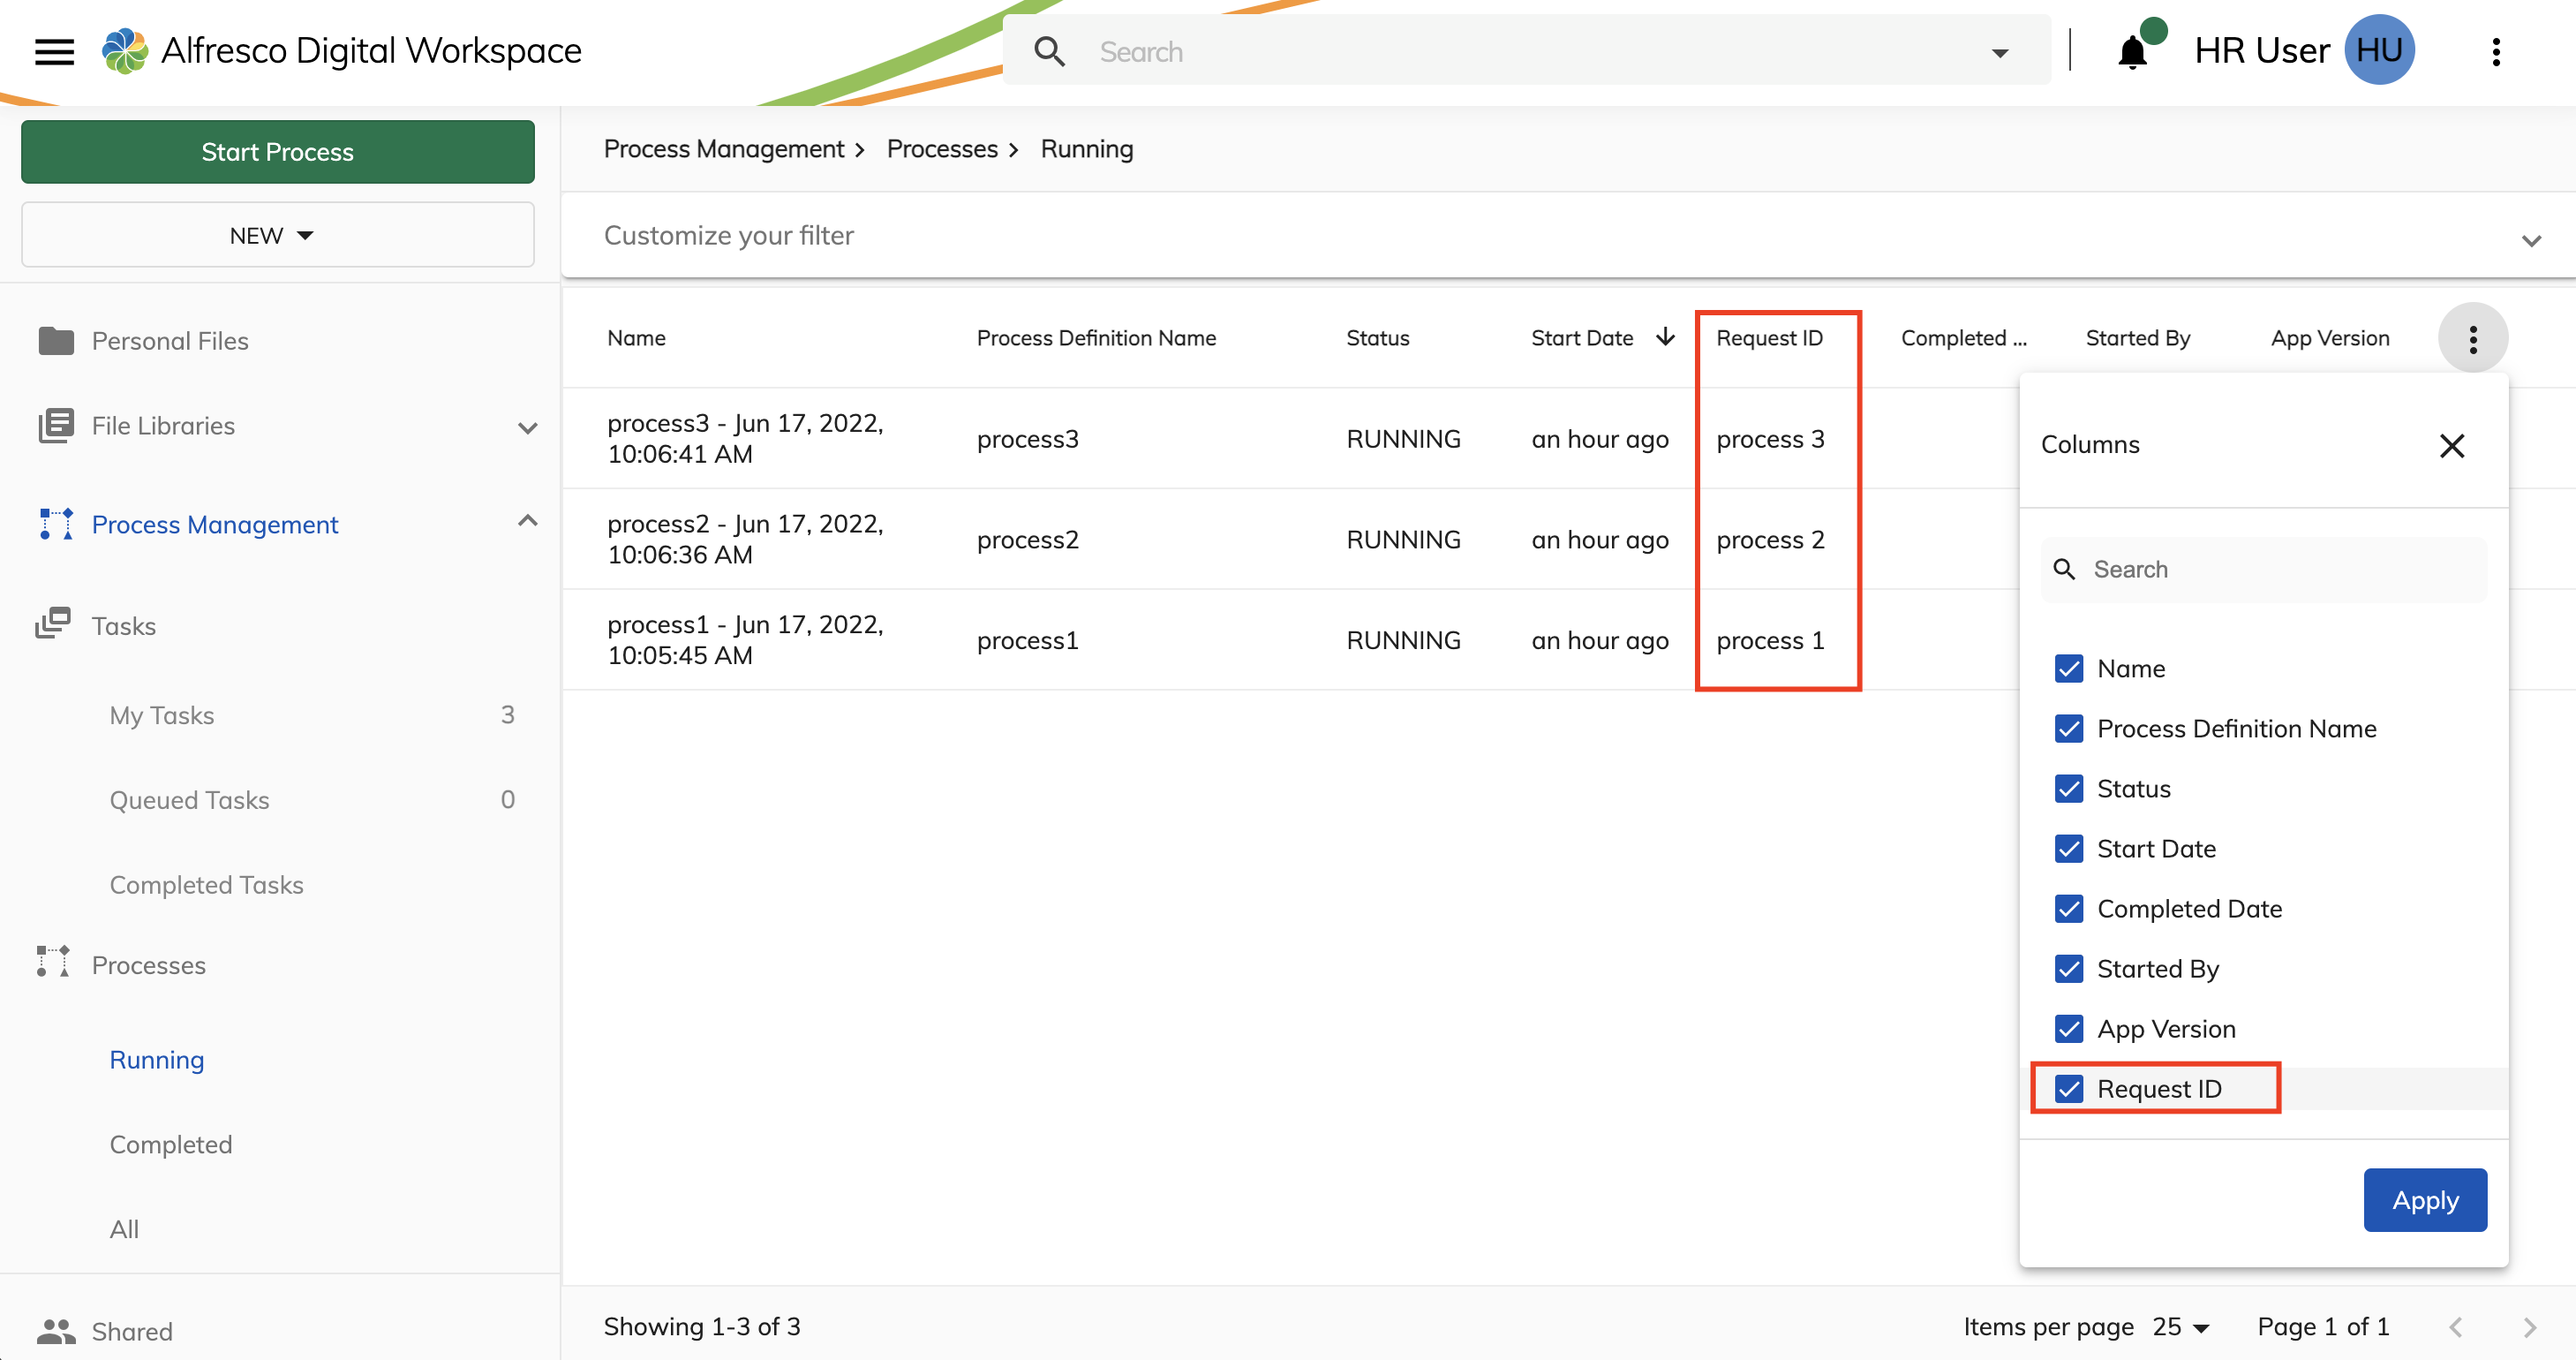 Alfresco Digital Workspace
Search
HR User
HU
Start Process
NEW
Personal Files
File Libraries
Process Management
Tasks
My Tasks 3
Queued Tasks 0
Completed Tasks
Processes
Running
Completed
All
Shared
Process Management > Processes > Running
Customize your filter
Name Process Definition Name Status Start Date Request ID Completed ... Started By App Version
process3 - Jun 17, 2022,
10:06:41 AM
process3 RUNNING an hour ago process 3
process2 - Jun 17, 2022,
10:06:36 AM
process2 RUNNING an hour ago process 2
process1 - Jun 17, 2022,
10:05:45 AM
process1 RUNNING an hour ago process 1
Columns
Search
Name
Process Definition Name
Status
Start Date
Completed Date
Started By
App Version
Request ID
Apply
Showing 1-3 of 3
Items per page 25
Page 1 of 1